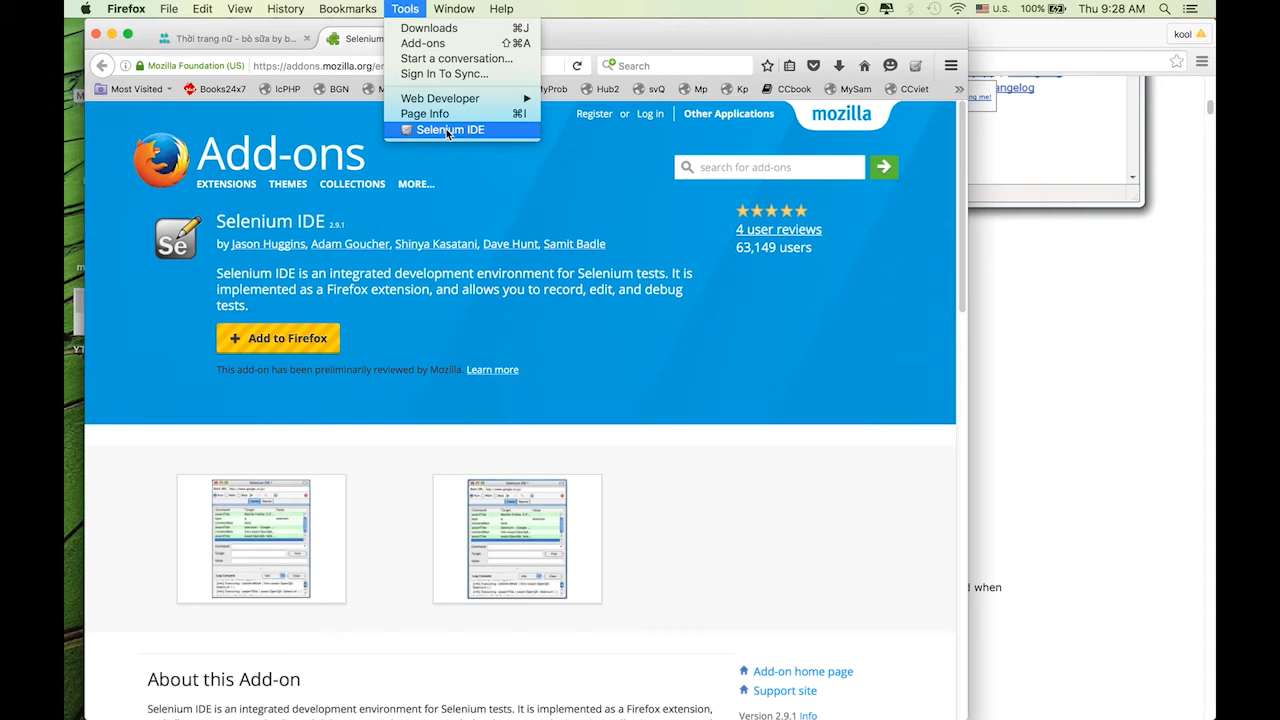 Firefox File Edit View History Bookmarks Tools Window Help U.S. 100% Thu 9:28 AM
Downloads ⌘J
Add-ons ⇧⌘A
Start a conversation...
Sign In To Sync...
Web Developer
Page Info ⌘I
Selenium IDE
Thời trang nữ - bò sữa by b... Selenium
kool
Mozilla Foundation (US) https://addons.mozilla.org/en Search
Most Visited Books24x7 BGN Hub2 svQ Mp Kp CCbook MySam CCviet
Register or Log in Other Applications mozilla
Add-ons
EXTENSIONS THEMES COLLECTIONS MORE...
search for add-ons
Selenium IDE 2.9.1
by Jason Huggins, Adam Goucher, Shinya Kasatani, Dave Hunt, Samit Badle
4 user reviews
63,149 users
Selenium IDE is an integrated development environment for Selenium tests. It is
implemented as a Firefox extension, and allows you to record, edit, and debug
tests.
+ Add to Firefox
This add-on has been preliminarily reviewed by Mozilla. Learn more
when
About this Add-on
Add-on home page
Support site
Selenium IDE is an integrated development environment for Selenium tests. It is implemented as a Firefox extension,
Version 2.9.1 Info